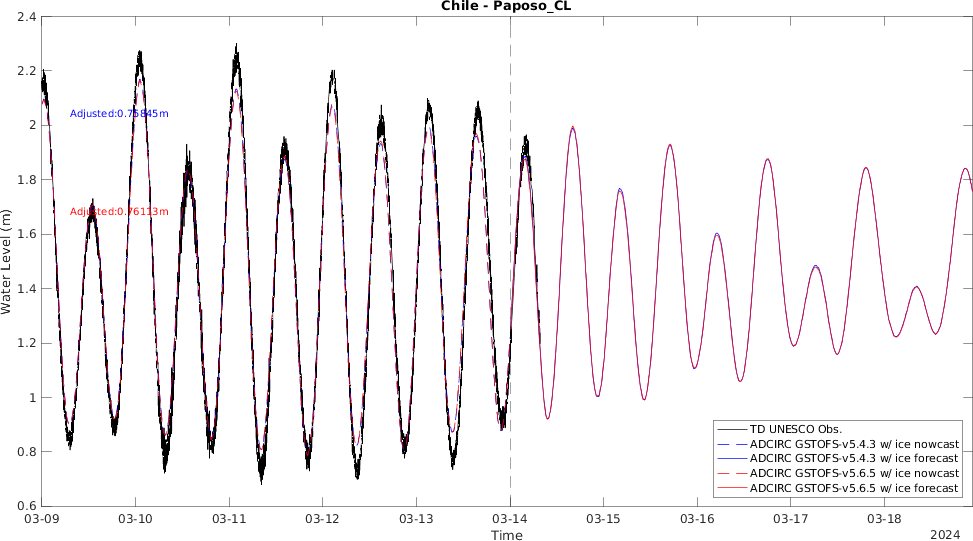 Chile - Paposo_CL
2.4
2.2
2
1.8
1.6
1.4
1.2
1
0.8
0.6
Water Level (m)
Adjusted:0.75845m
Adjusted:0.76113m
TD UNESCO Obs.
ADCIRC GSTOFS-v5.4.3 w/ ice nowcast
ADCIRC GSTOFS-v5.4.3 w/ ice forecast
ADCIRC GSTOFS-v5.6.5 w/ ice nowcast
ADCIRC GSTOFS-v5.6.5 w/ ice forecast
03-09 03-10 03-11 03-12 03-13 03-14 03-15 03-16 03-17 03-18
Time
2024